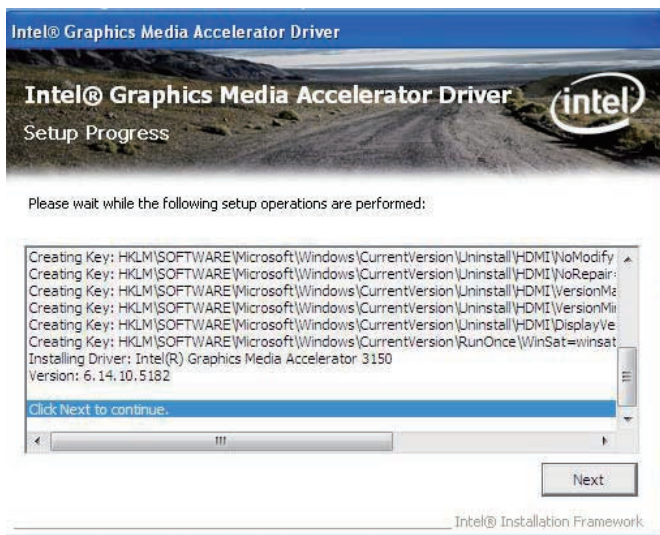 Intel® Graphics Media Accelerator Driver
Intel® Graphics Media Accelerator Driver
intel
Setup Progress
Please wait while the following setup operations are performed:
Creating Key: HKLM\SOFTWARE\Microsoft\Windows\CurrentVersion\Uninstall\HDMI\NoModify
Creating Key: HKLM\SOFTWARE\Microsoft\Windows\CurrentVersion\Uninstall\HDMI\NoRepair=
Creating Key: HKLM\SOFTWARE\Microsoft\Windows\CurrentVersion\Uninstall\HDMI\VersionMa
Creating Key: HKLM\SOFTWARE\Microsoft\Windows\CurrentVersion\Uninstall\HDMI\VersionMi
Creating Key: HKLM\SOFTWARE\Microsoft\Windows\CurrentVersion\Uninstall\HDMI\DisplayVe
Creating Key: HKLM\SOFTWARE\Microsoft\Windows\CurrentVersion\RunOnce\WinSat=winsat
Installing Driver: Intel(R) Graphics Media Accelerator 3150
Version: 6.14.10.5182
Click Next to continue.
Next
Intel® Installation Framework